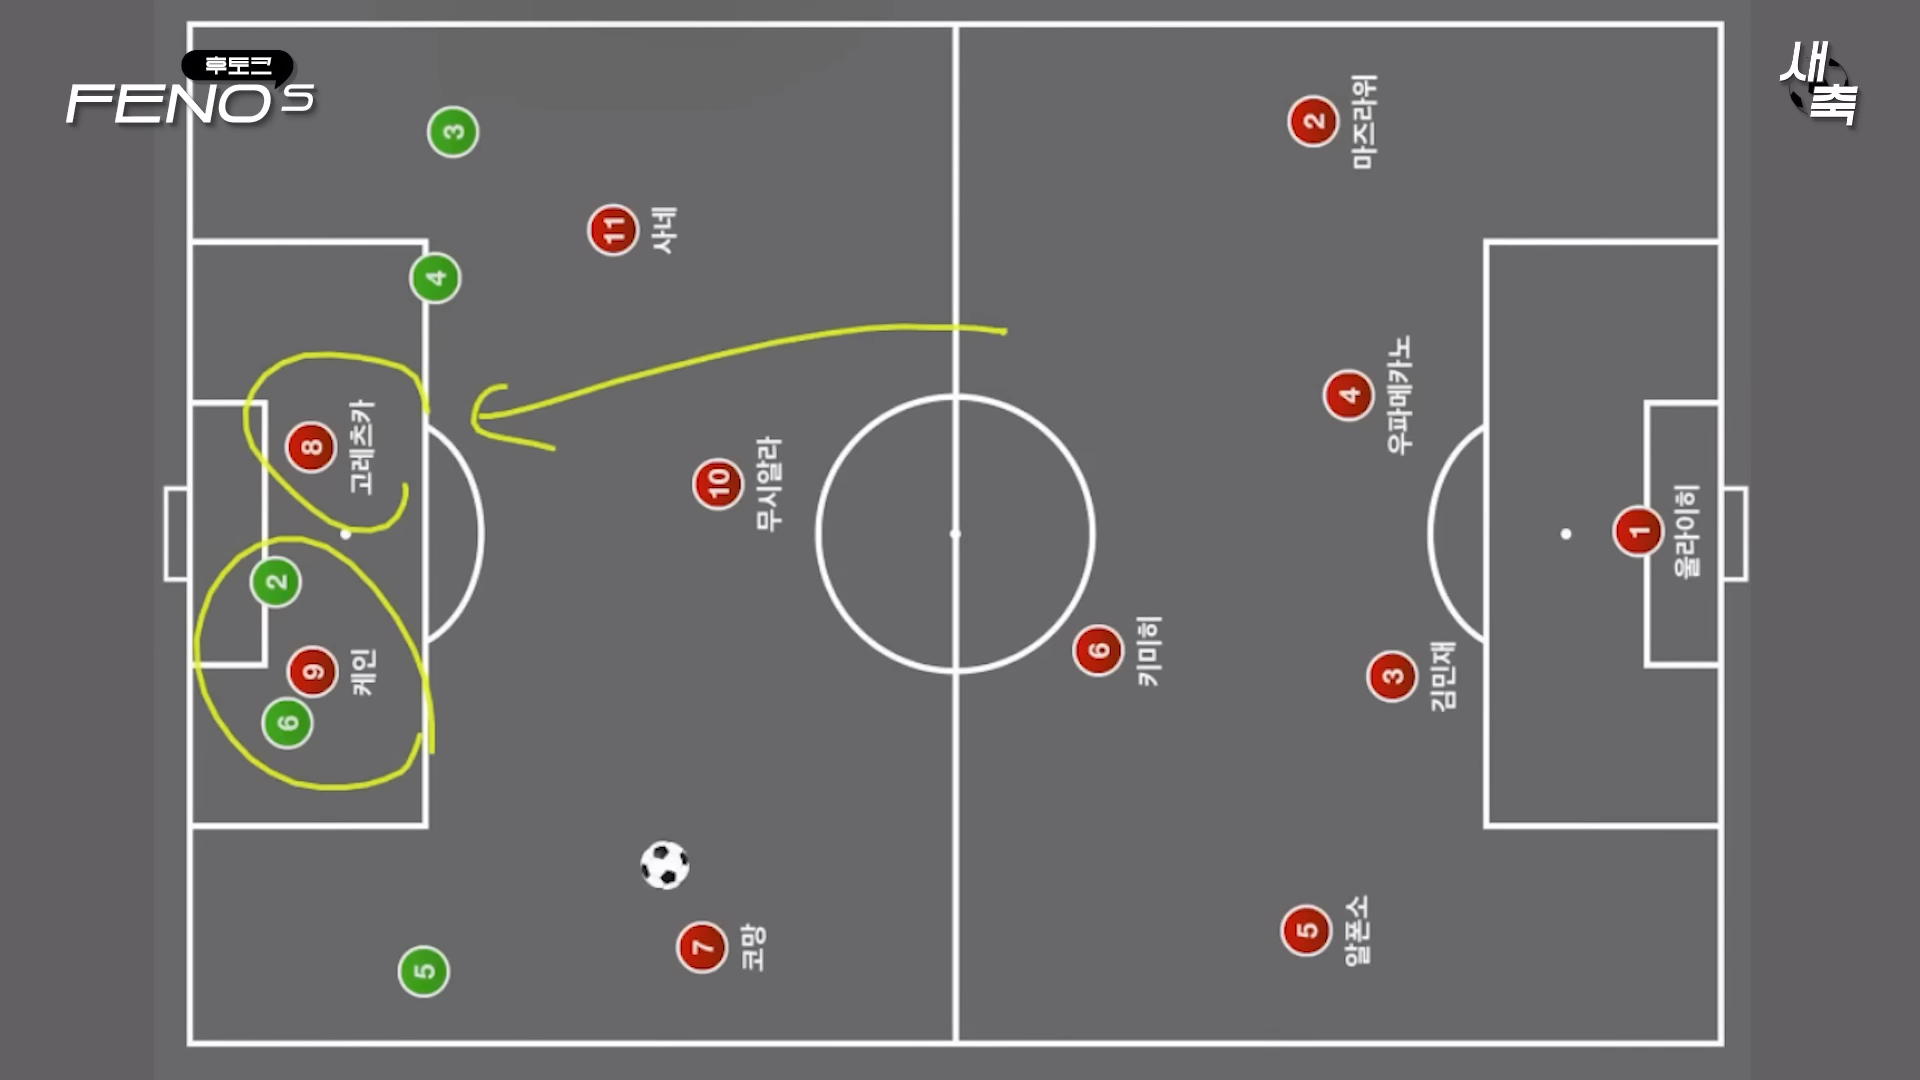 후토크
FENO S
새축
3
11
사네
4
8
고레츠카
10
무시알라
2
9
케인
6
7
코망
5
2
마즈라위
4
우파메카노
1
울라이히
6
키미히
3
김민재
5
알폰소